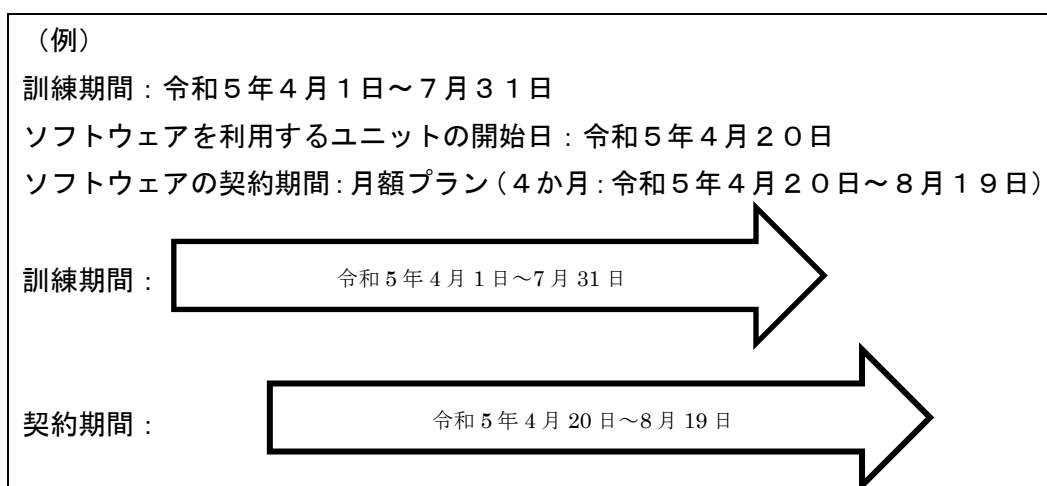 （例）
訓練期間：令和５年４月１日～７月３１日
ソフトウェアを利用するユニットの開始日：令和５年４月２０日
ソフトウェアの契約期間：月額プラン（４か月：令和５年４月２０日～８月１９日）
訓練期間： 令和 5 年 4 月 1 日～7 月 31 日
契約期間： 令和 5 年 4 月 20 日～8 月 19 日